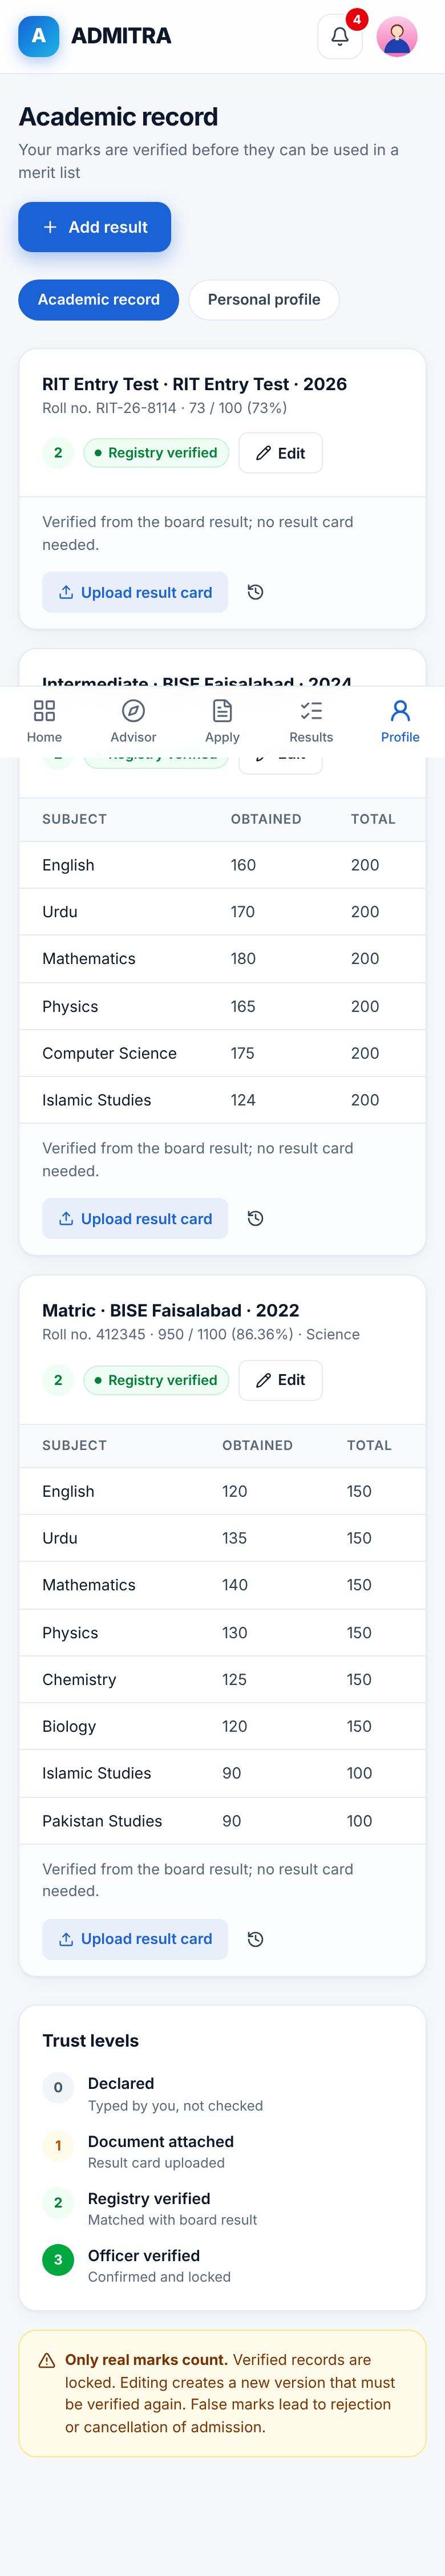 A ADMITRA 4
Academic record
Your marks are verified before they can be used in a
merit list
+ Add result
Academic record Personal profile
RIT Entry Test · RIT Entry Test · 2026
Roll no. RIT-26-8114 · 73 / 100 (73%)
2 Registry verified Edit
Verified from the board result; no result card
needed.
Upload result card
Intermediate · BISE Faisalabad · 2024
Home Advisor Apply Results Profile
2 Registry verified Edit
SUBJECT OBTAINED TOTAL
English 160 200
Urdu 170 200
Mathematics 180 200
Physics 165 200
Computer Science 175 200
Islamic Studies 124 200
Verified from the board result; no result card
needed.
Upload result card
Matric · BISE Faisalabad · 2022
Roll no. 412345 · 950 / 1100 (86.36%) · Science
2 Registry verified Edit
SUBJECT OBTAINED TOTAL
English 120 150
Urdu 135 150
Mathematics 140 150
Physics 130 150
Chemistry 125 150
Biology 120 150
Islamic Studies 90 100
Pakistan Studies 90 100
Verified from the board result; no result card
needed.
Upload result card
Trust levels
0 Declared
Typed by you, not checked
1 Document attached
Result card uploaded
2 Registry verified
Matched with board result
3 Officer verified
Confirmed and locked
Only real marks count. Verified records are
locked. Editing creates a new version that must
be verified again. False marks lead to rejection
or cancellation of admission.